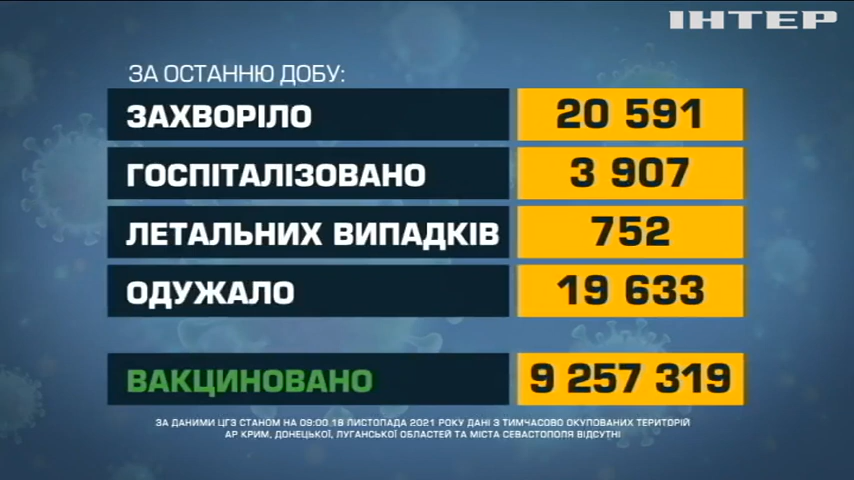 ІНТЕР
ЗА ОСТАННЮ ДОБУ:
ЗАХВОРІЛО 20 591
ГОСПІТАЛІЗОВАНО 3 907
ЛЕТАЛЬНИХ ВИПАДКІВ 752
ОДУЖАЛО 19 633
ВАКЦИНОВАНО 9 257 319
ЗА ДАНИМИ ЦГЗ СТАНОМ НА 09:00 18 ЛИСТОПАДА 2021 РОКУ ДАНІ З ТИМЧАСОВО ОКУПОВАНИХ ТЕРИТОРІЙ
АР КРИМ, ДОНЕЦЬКОЇ, ЛУГАНСЬКОЇ ОБЛАСТЕЙ ТА МІСТА СЕВАСТОПОЛЯ ВІДСУТНІ